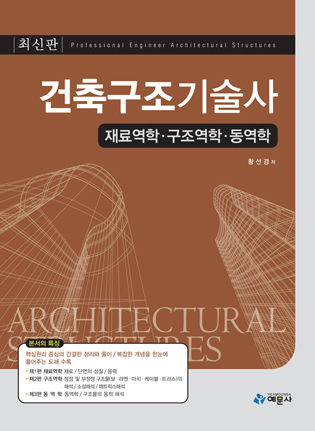 최신판 Professional Engineer Architectural Structures
건축구조기술사
재료역학·구조역학·동역학
황선경 저
ARCHITECTURAL
STRUCTURES
본서의 특징
핵심원리 중심의 간결한 정리와 풀이 / 복잡한 개념을 한눈에
풀어주는 도해 수록
• 제1편 재료역학 재료 / 단면의 성질 / 응력
• 제2편 구조역학 정정 및 부정정 구조물(보·라멘·아치·케이블·트러스)의
해석 / 소성해석 / 매트릭스해석
• 제3편 동역학 동역학 / 구조물의 동적 해석
YEAMOONSA
예문사